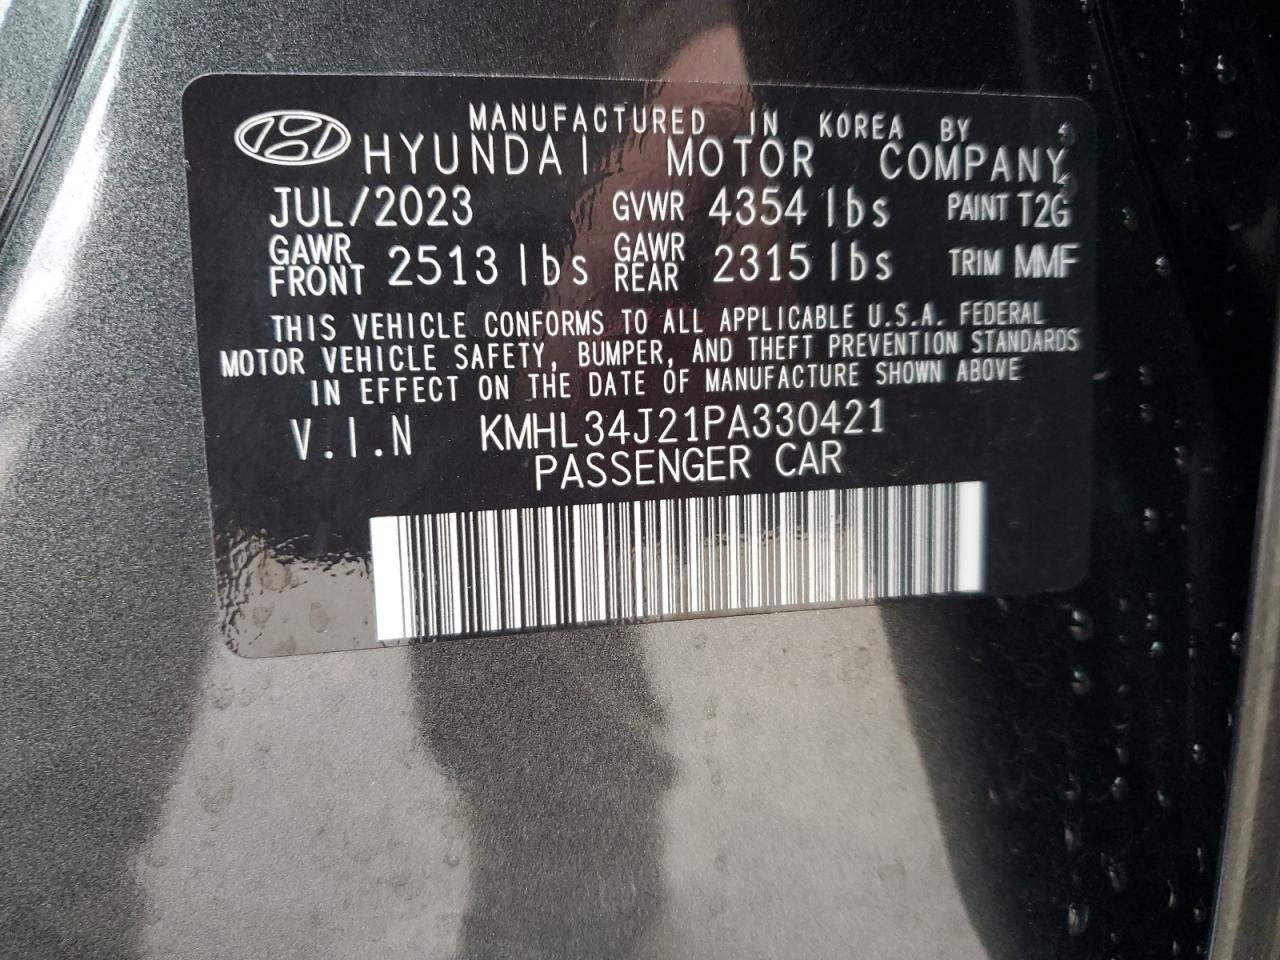 MANUFACTURED IN KOREA BY
HYUNDAI MOTOR COMPANY
JUL/2023 GVWR 4354 lbs PAINT T2G
GAWR FRONT 2513 lbs GAWR REAR 2315 lbs TRIM MMF
THIS VEHICLE CONFORMS TO ALL APPLICABLE U.S.A. FEDERAL
MOTOR VEHICLE SAFETY, BUMPER, AND THEFT PREVENTION STANDARDS
IN EFFECT ON THE DATE OF MANUFACTURE SHOWN ABOVE
V.I.N KMHL34J21PA330421
PASSENGER CAR